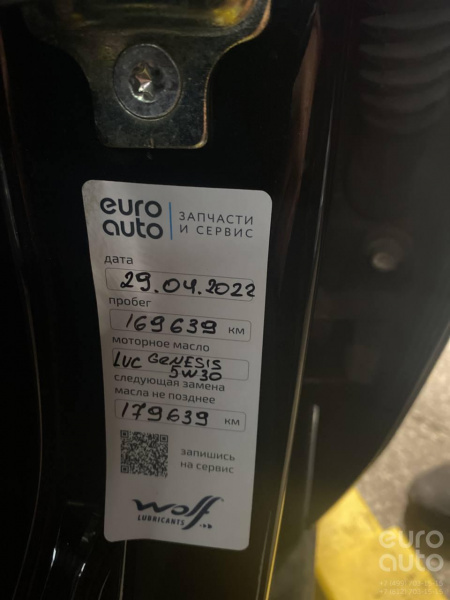 euro
auto
ЗАПЧАСТИ
И СЕРВИС
дата
29.04.2022
пробег
169639 км
моторное масло
LUC GENESIS
5W30
следующая замена
масла не позднее
179639 км
запишись
на сервис
Wolf
LUBRICANTS
euro
auto